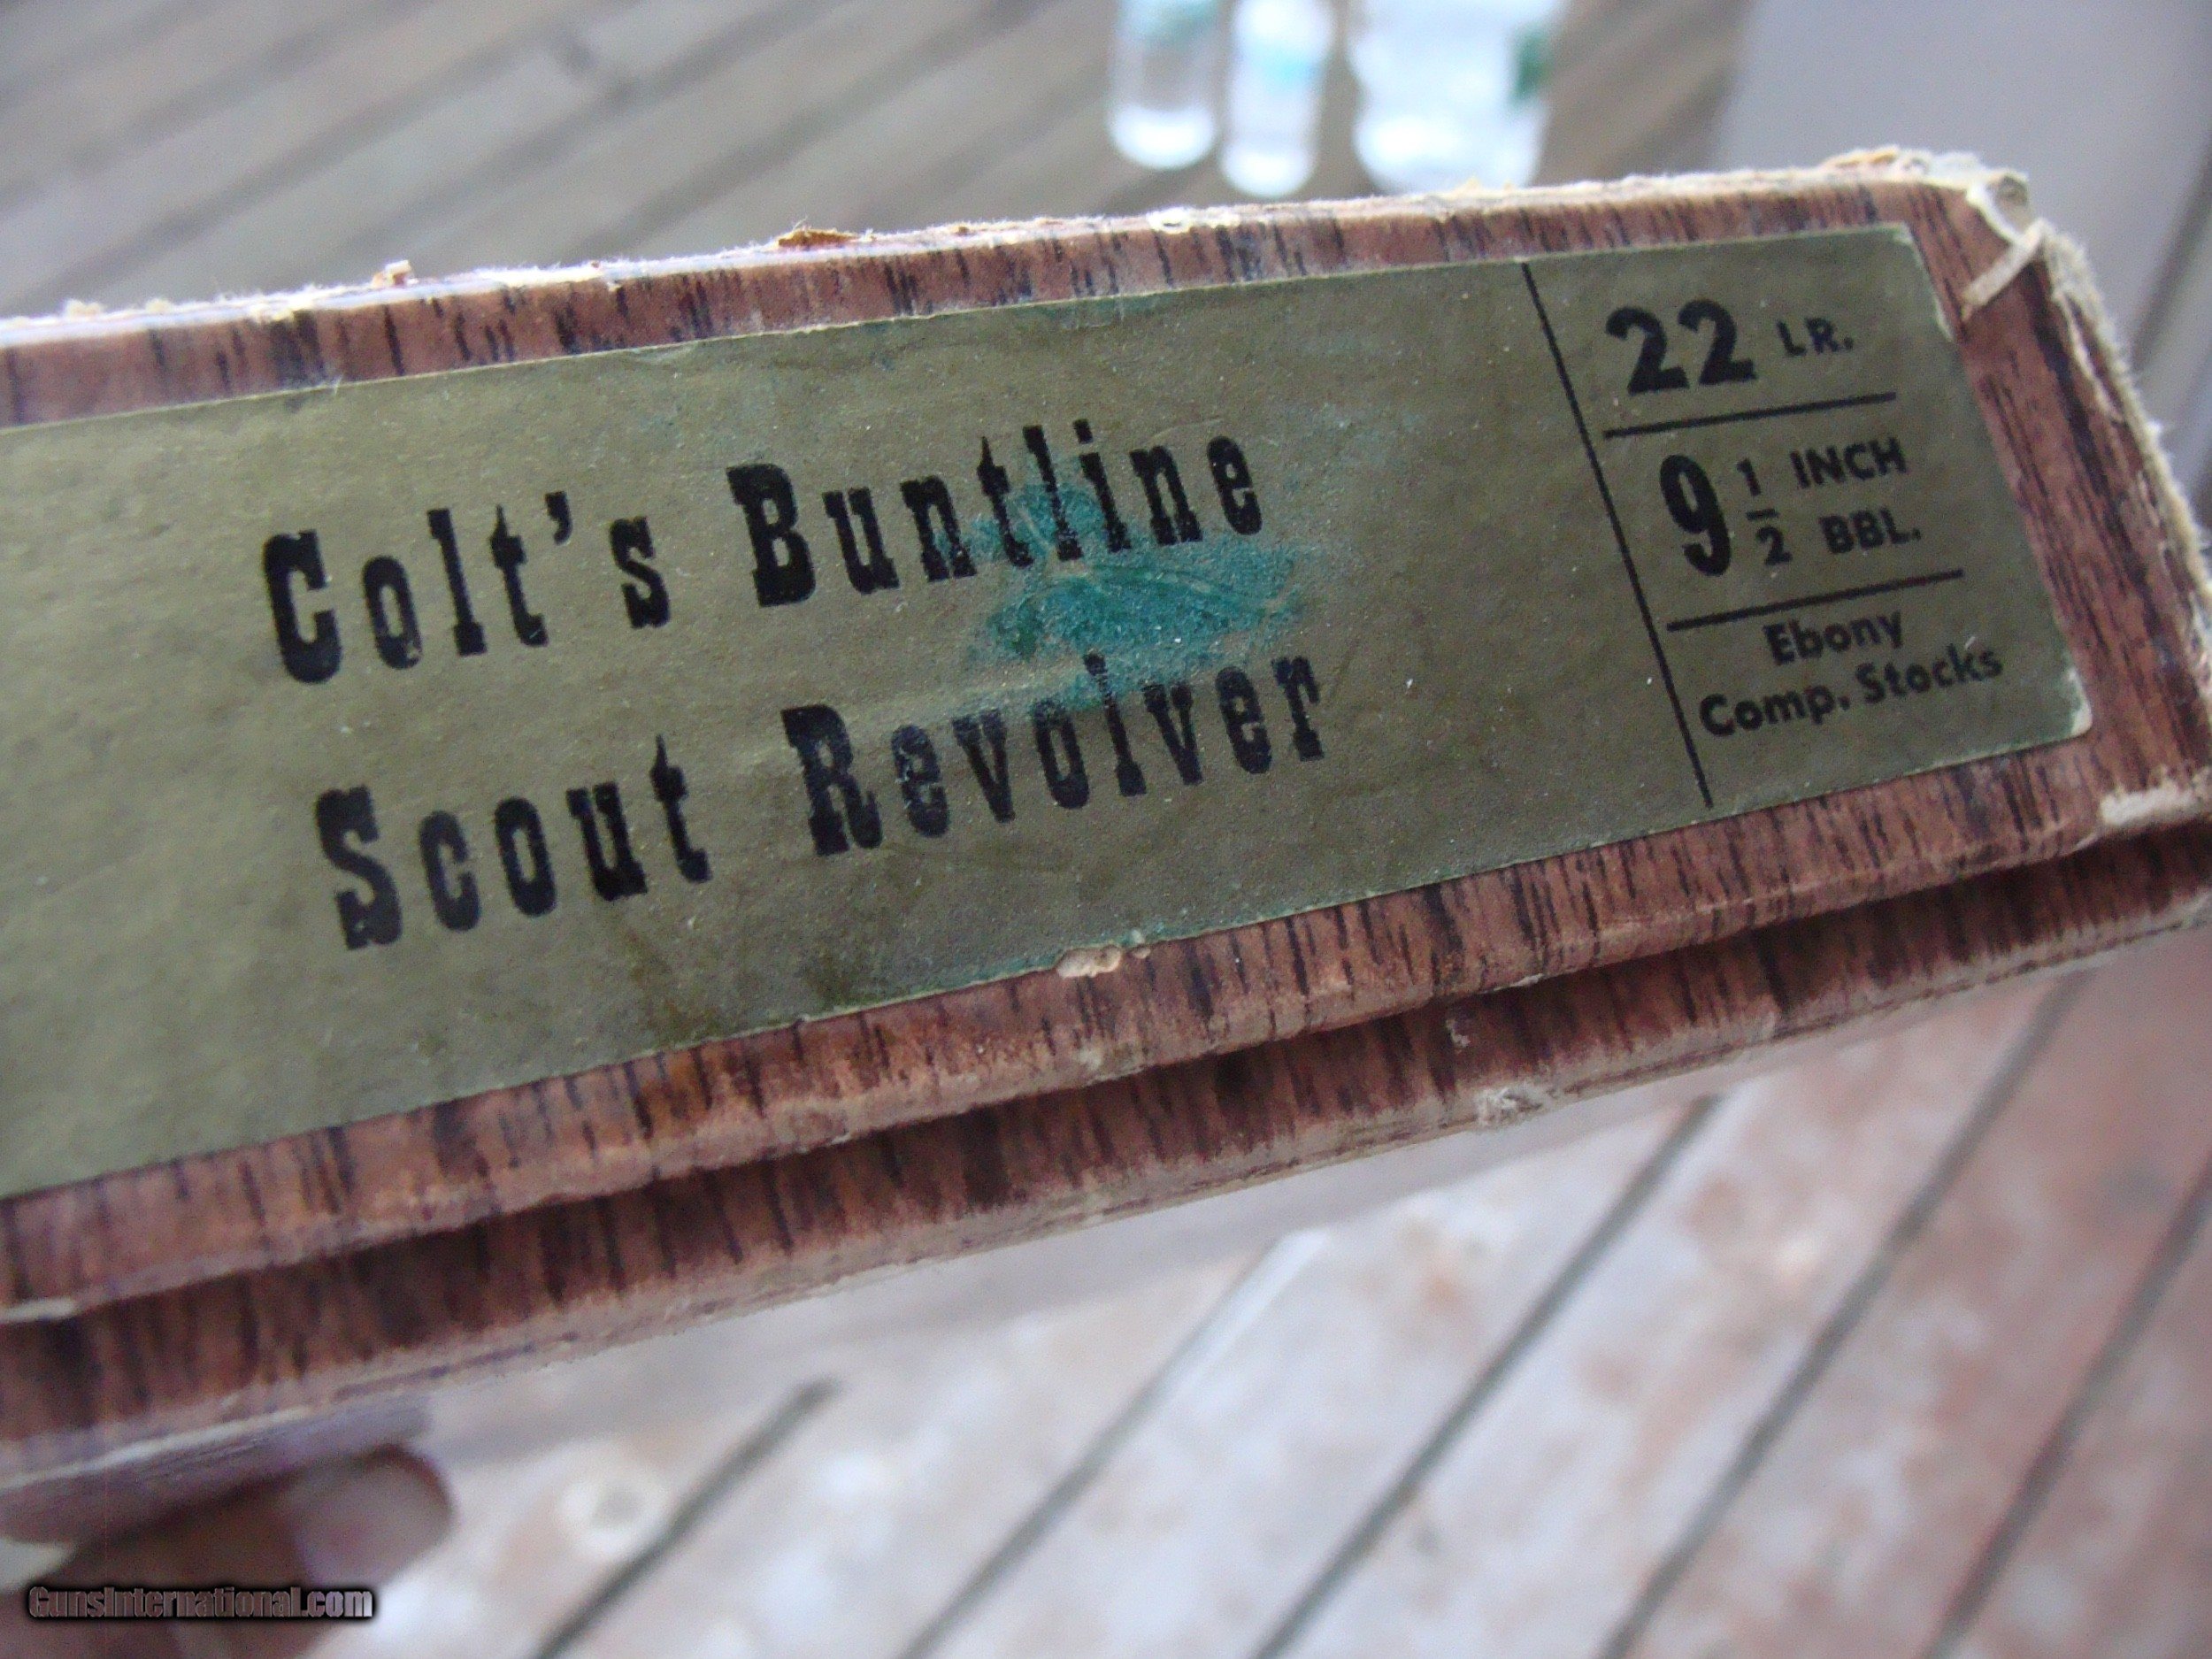 Colt's Buntline
Scout Revolver
22 LR.
9 1/2 INCH
BBL.
Ebony
Comp. Stocks
GunsInternational.com